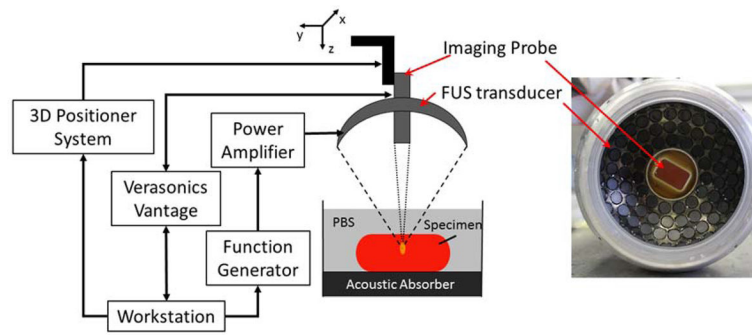 x
y
z
Imaging Probe
FUS transducer
3D Positioner
System
Power
Amplifier
Verasonics
Vantage
Function
Generator
PBS
Specimen
Acoustic Absorber
Workstation